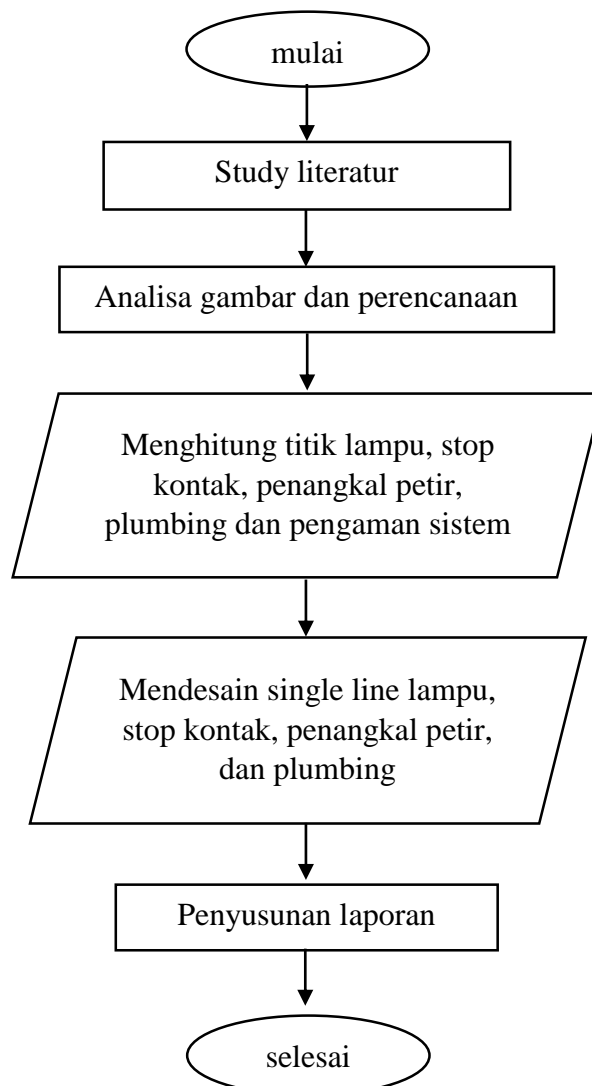 mulai
Study literatur
Analisa gambar dan perencanaan
Menghitung titik lampu, stop
kontak, penangkal petir,
plumbing dan pengaman sistem
Mendesain single line lampu,
stop kontak, penangkal petir,
dan plumbing
Penyusunan laporan
selesai